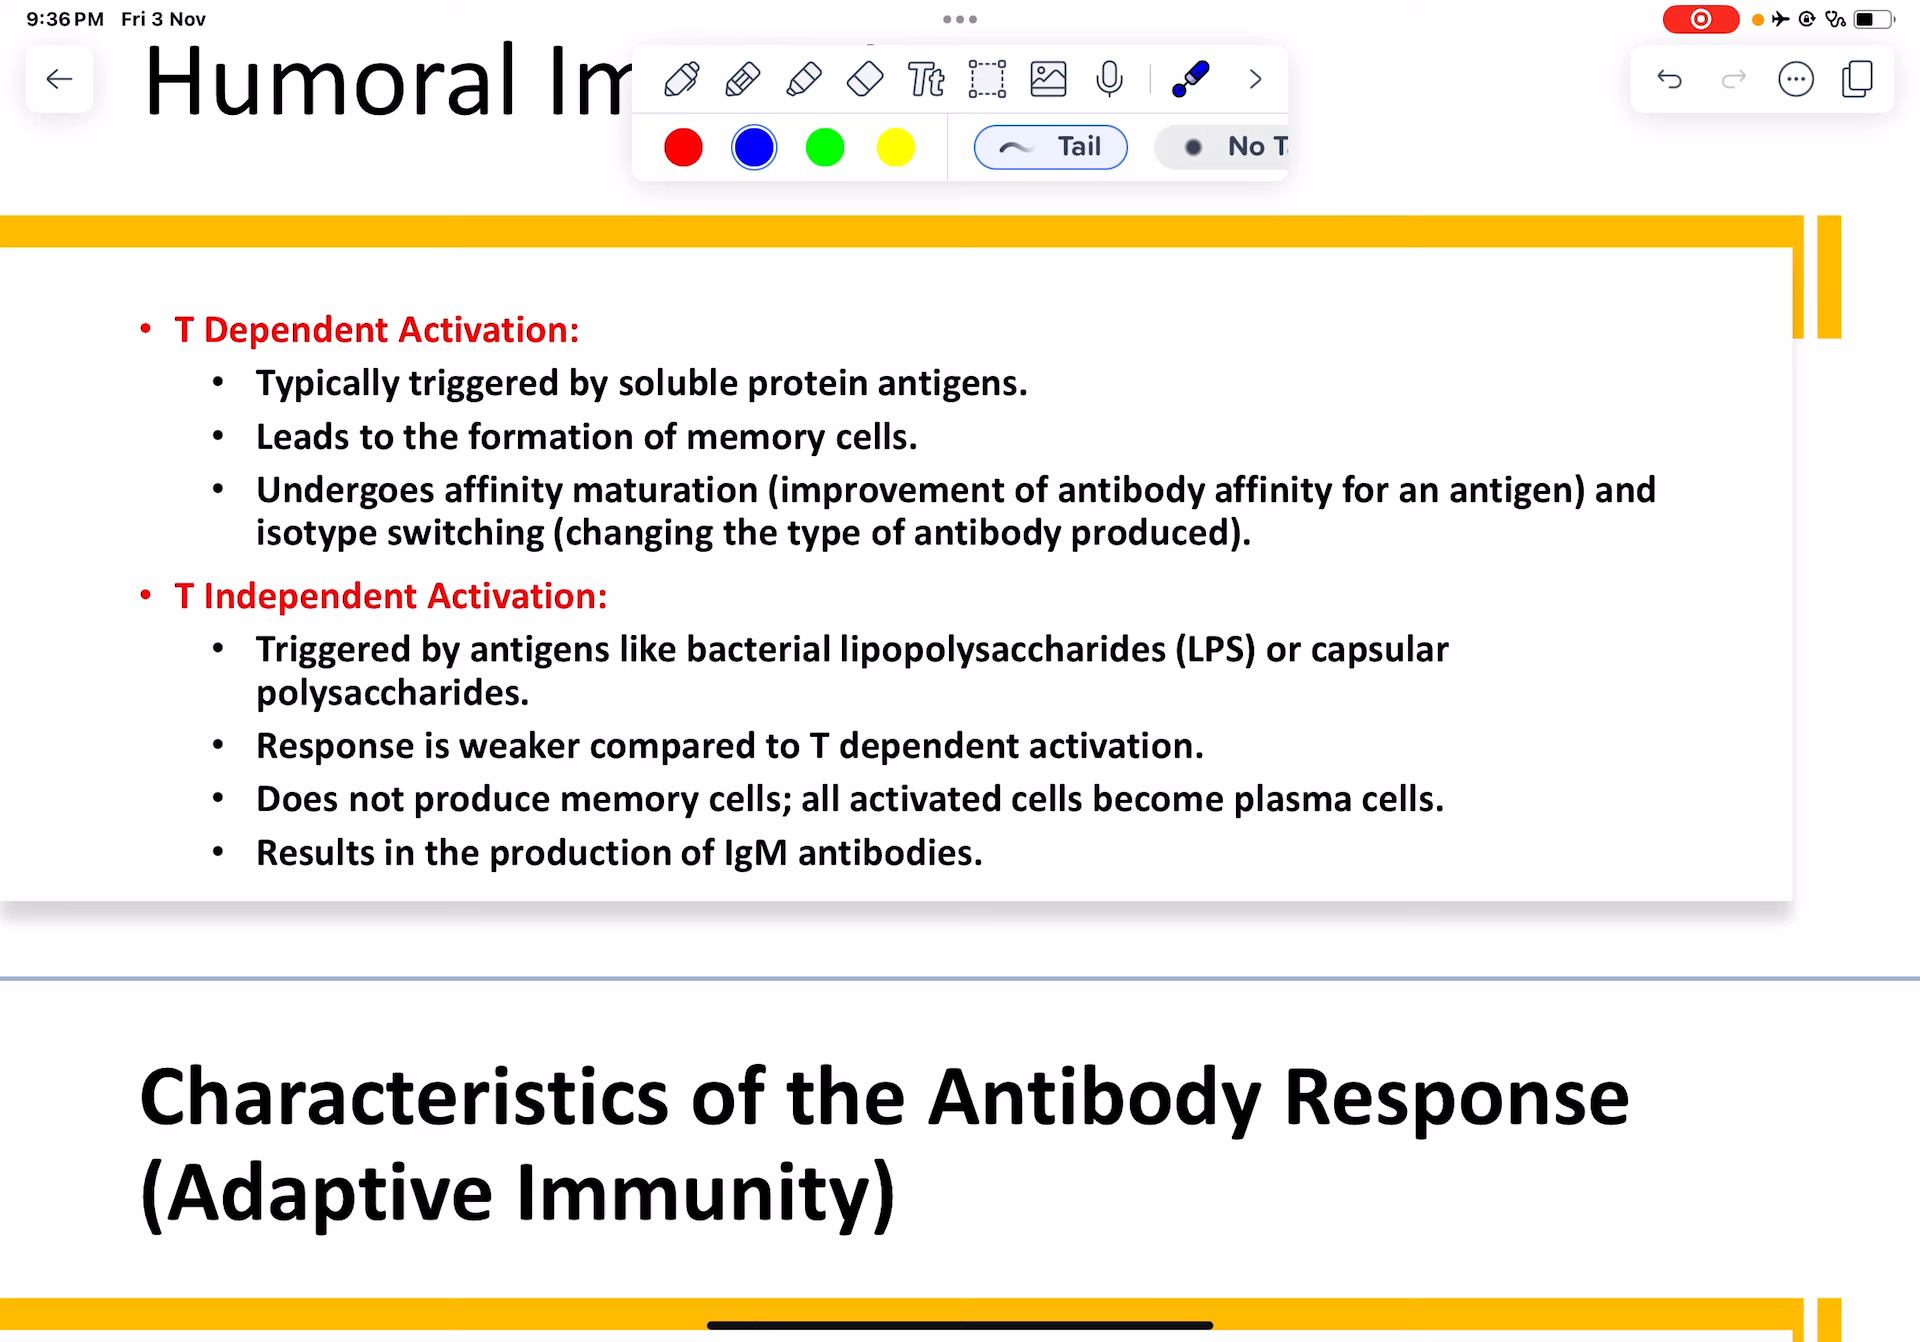 9:36 PM Fri 3 Nov
Humoral Im
Tt
Tail
No T
• T Dependent Activation:
• Typically triggered by soluble protein antigens.
• Leads to the formation of memory cells.
• Undergoes affinity maturation (improvement of antibody affinity for an antigen) and
isotype switching (changing the type of antibody produced).
• T Independent Activation:
• Triggered by antigens like bacterial lipopolysaccharides (LPS) or capsular
polysaccharides.
• Response is weaker compared to T dependent activation.
• Does not produce memory cells; all activated cells become plasma cells.
• Results in the production of IgM antibodies.
Characteristics of the Antibody Response
(Adaptive Immunity)